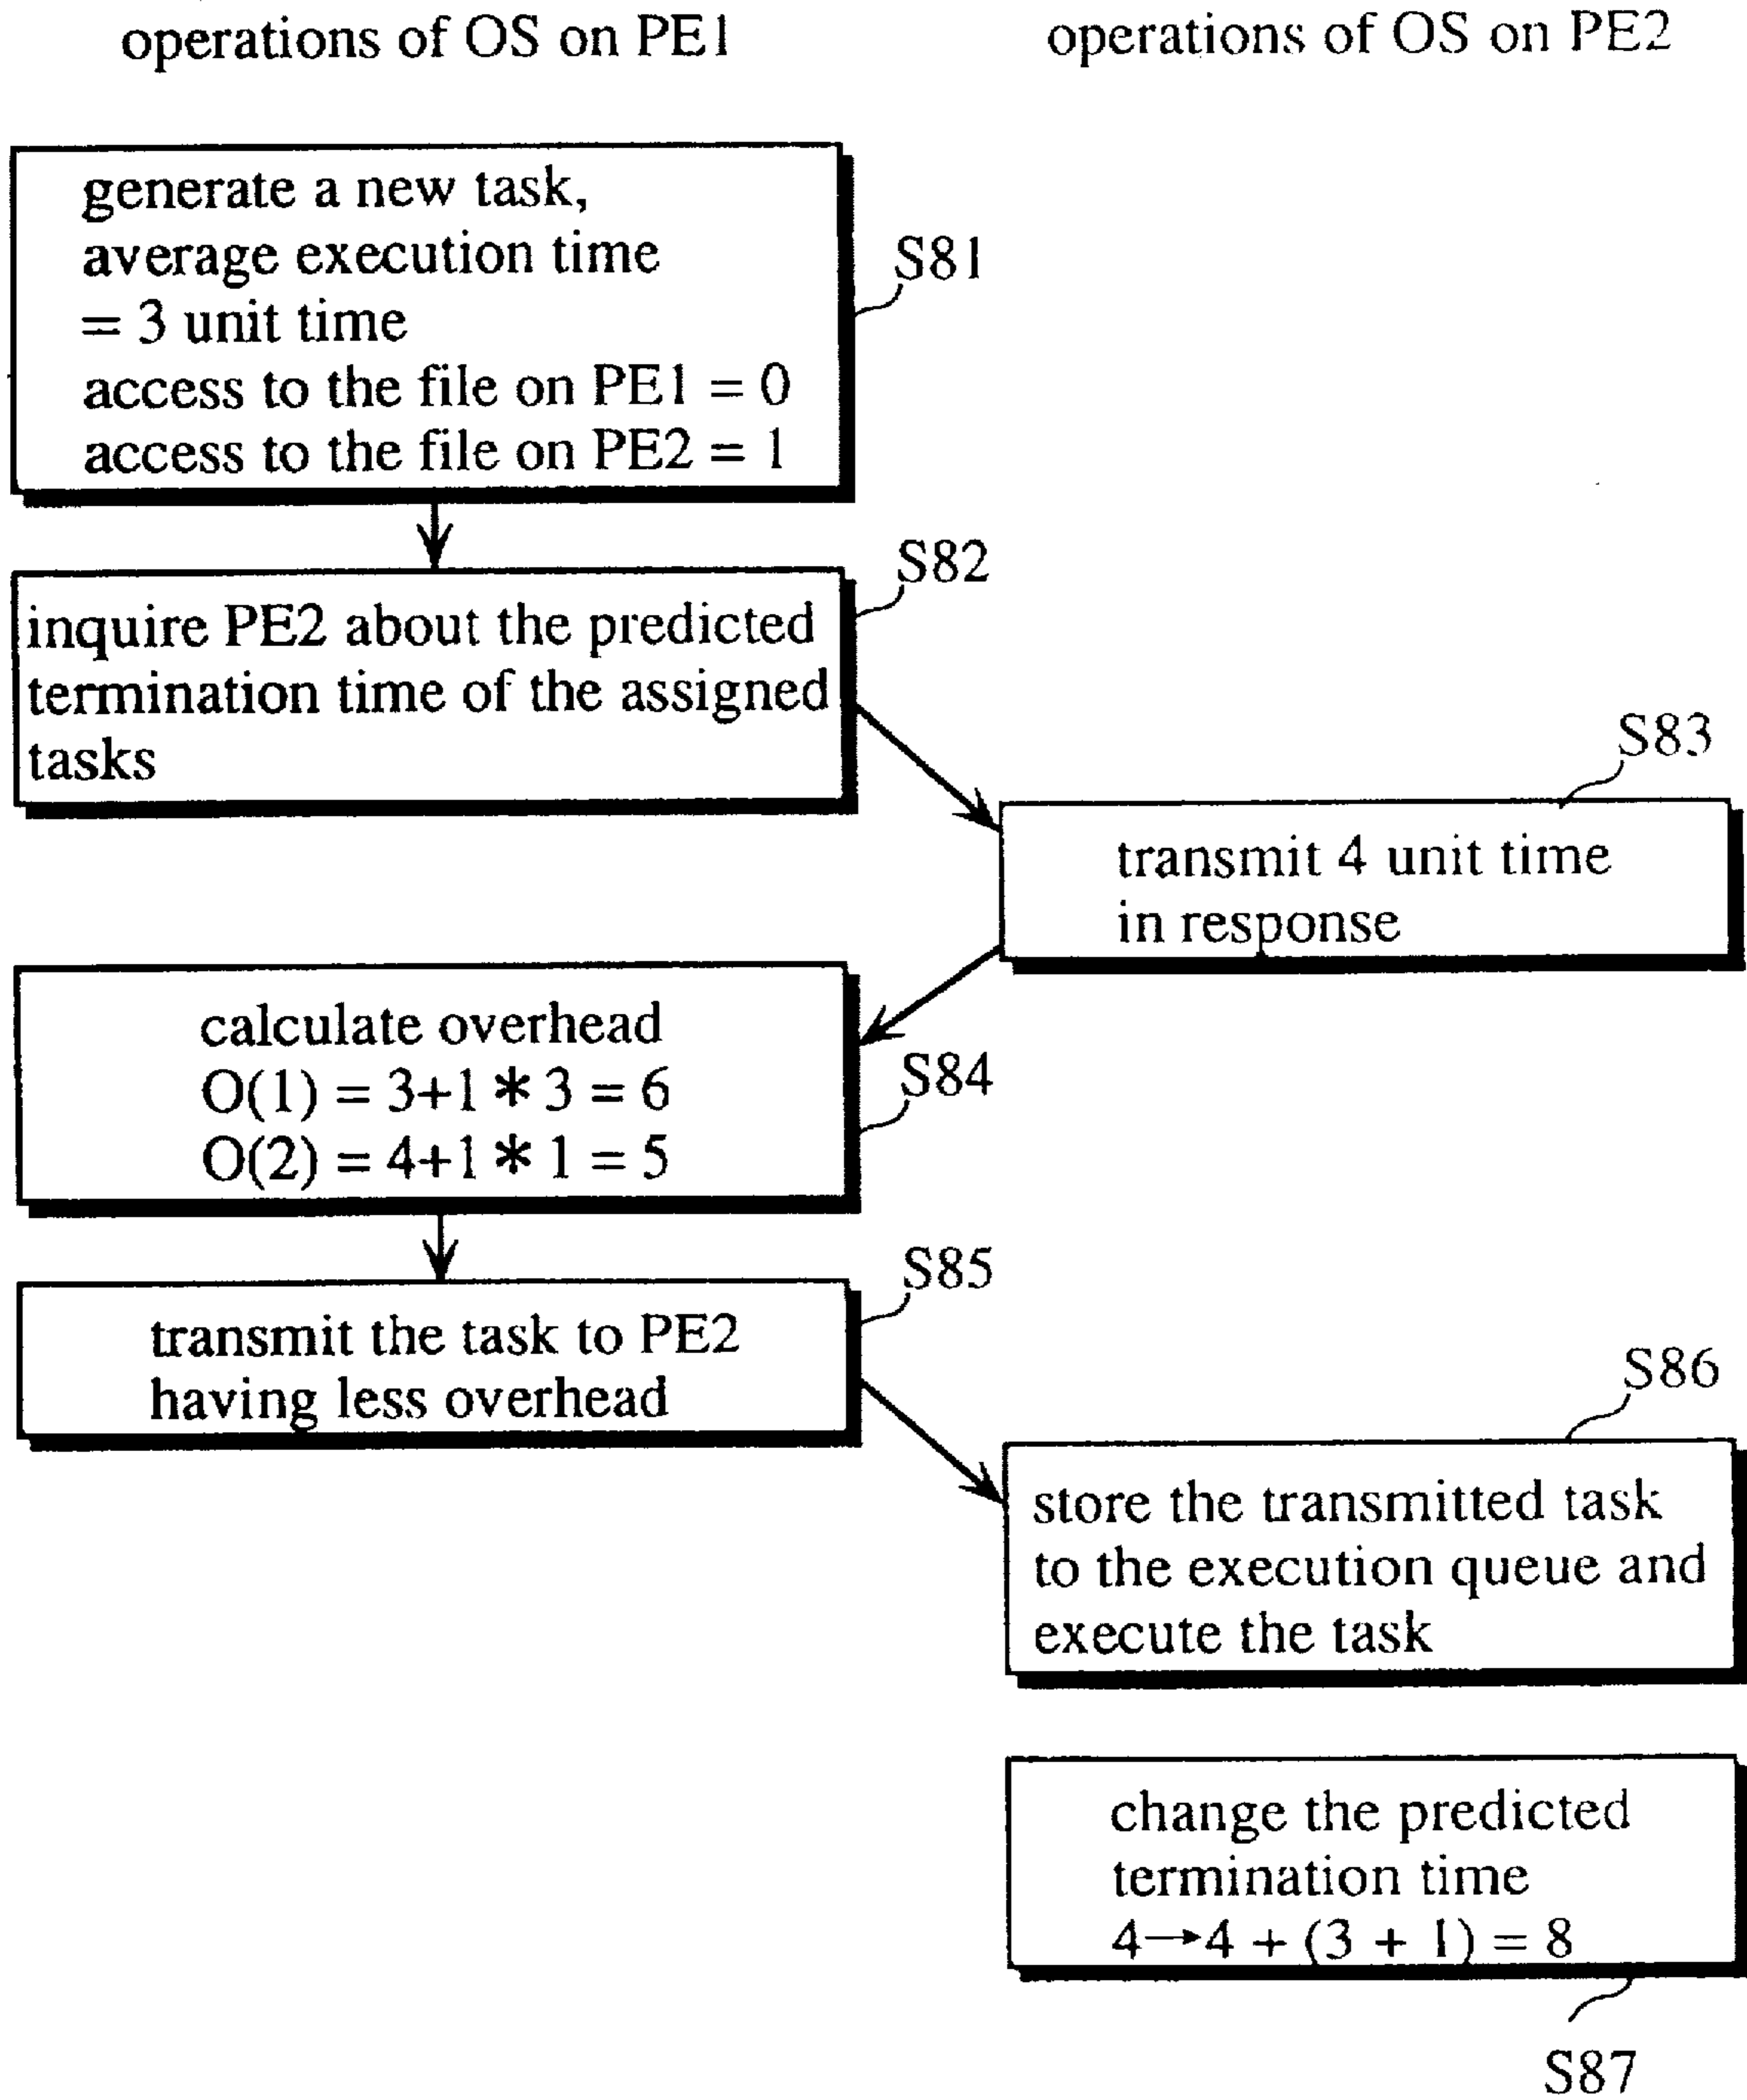 operations of OS on PE1
operations of OS on PE2
generate a new task,
average execution time
= 3 unit time
access to the file on PE1 = 0
access to the file on PE2 = 1
S81
inquire PE2 about the predicted
termination time of the assigned
tasks
S82
S83
transmit 4 unit time
in response
calculate overhead
O(1) = 3+1 * 3 = 6
O(2) = 4+1 * 1 = 5
S84
transmit the task to PE2
having less overhead
S85
S86
store the transmitted task
to the execution queue and
execute the task
change the predicted
termination time
4→4 + (3 + 1) = 8
S87